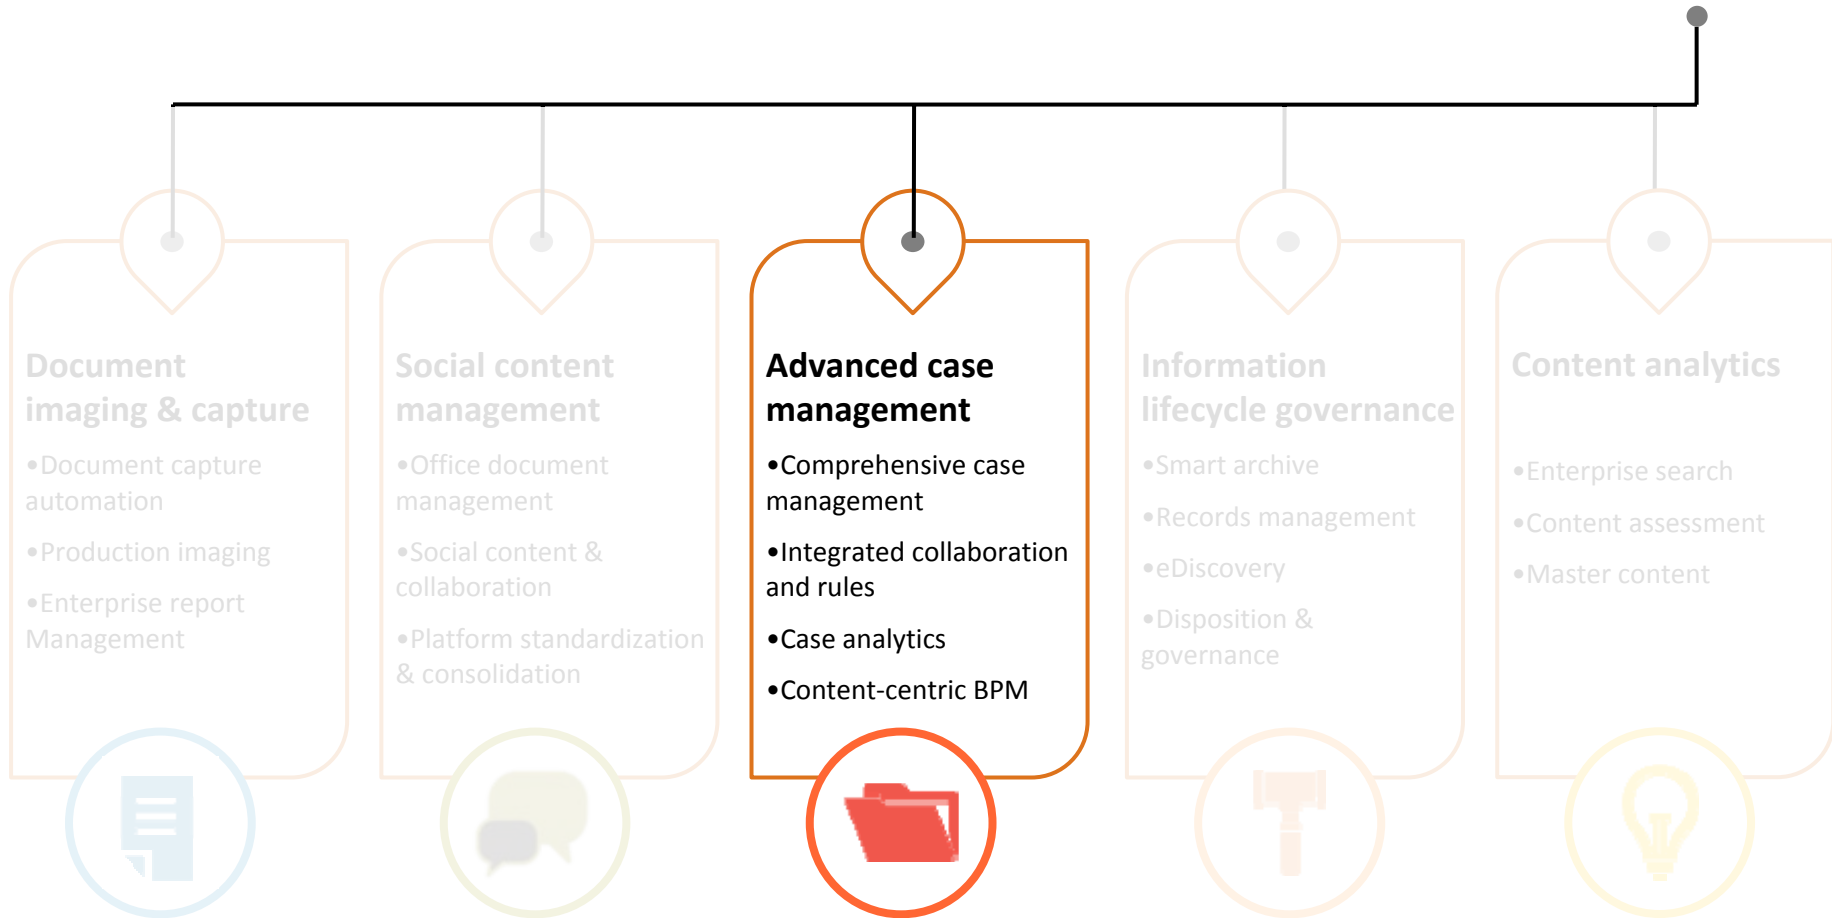 Document
imaging & capture
•Document capture
automation
•Production imaging
•Enterprise report
Management
Social content
management
•Office document
management
•Social content &
collaboration
•Platform standardization
& consolidation
Advanced case
management
•Comprehensive case
management
•Integrated collaboration
and rules
•Case analytics
•Content-centric BPM
Information
lifecycle governance
•Smart archive
•Records management
•eDiscovery
•Disposition &
governance
Content analytics
•Enterprise search
•Content assessment
•Master content